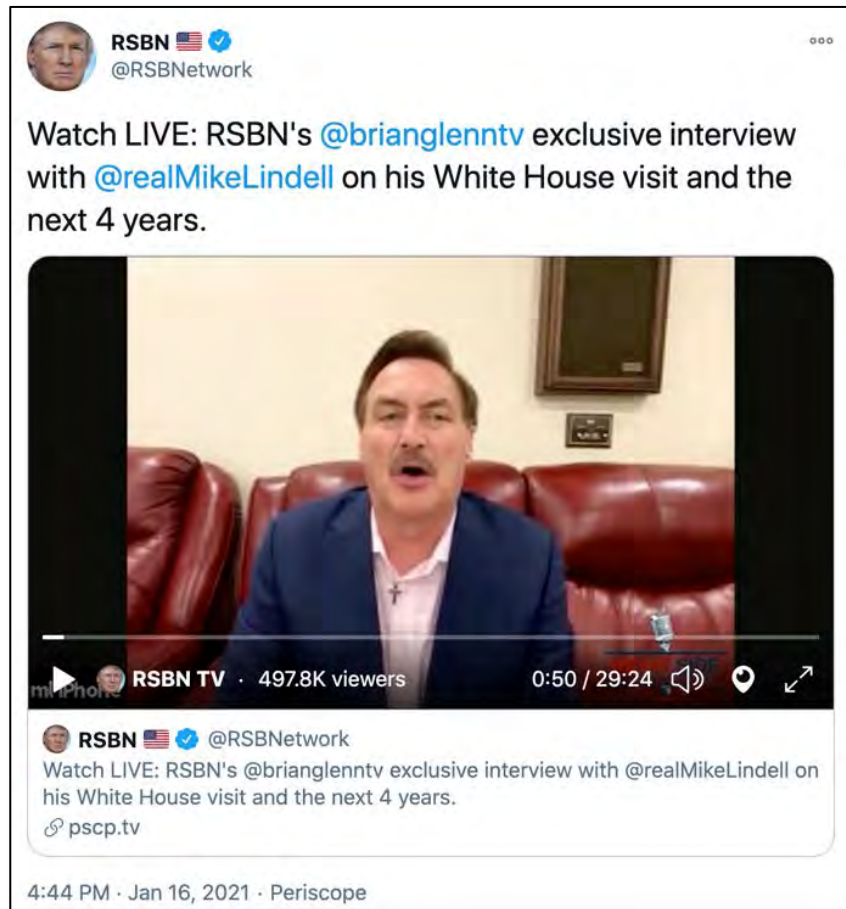 RSBN
@RSBNetwork
Watch LIVE: RSBN's @brianglenntv exclusive interview
with @realMikeLindell on his White House visit and the
next 4 years.
RSBN TV · 497.8K viewers
0:50 / 29:24
RSBN @RSBNetwork
Watch LIVE: RSBN's @brianglenntv exclusive interview with @realMikeLindell on
his White House visit and the next 4 years.
pscp.tv
4:44 PM · Jan 16, 2021 · Periscope